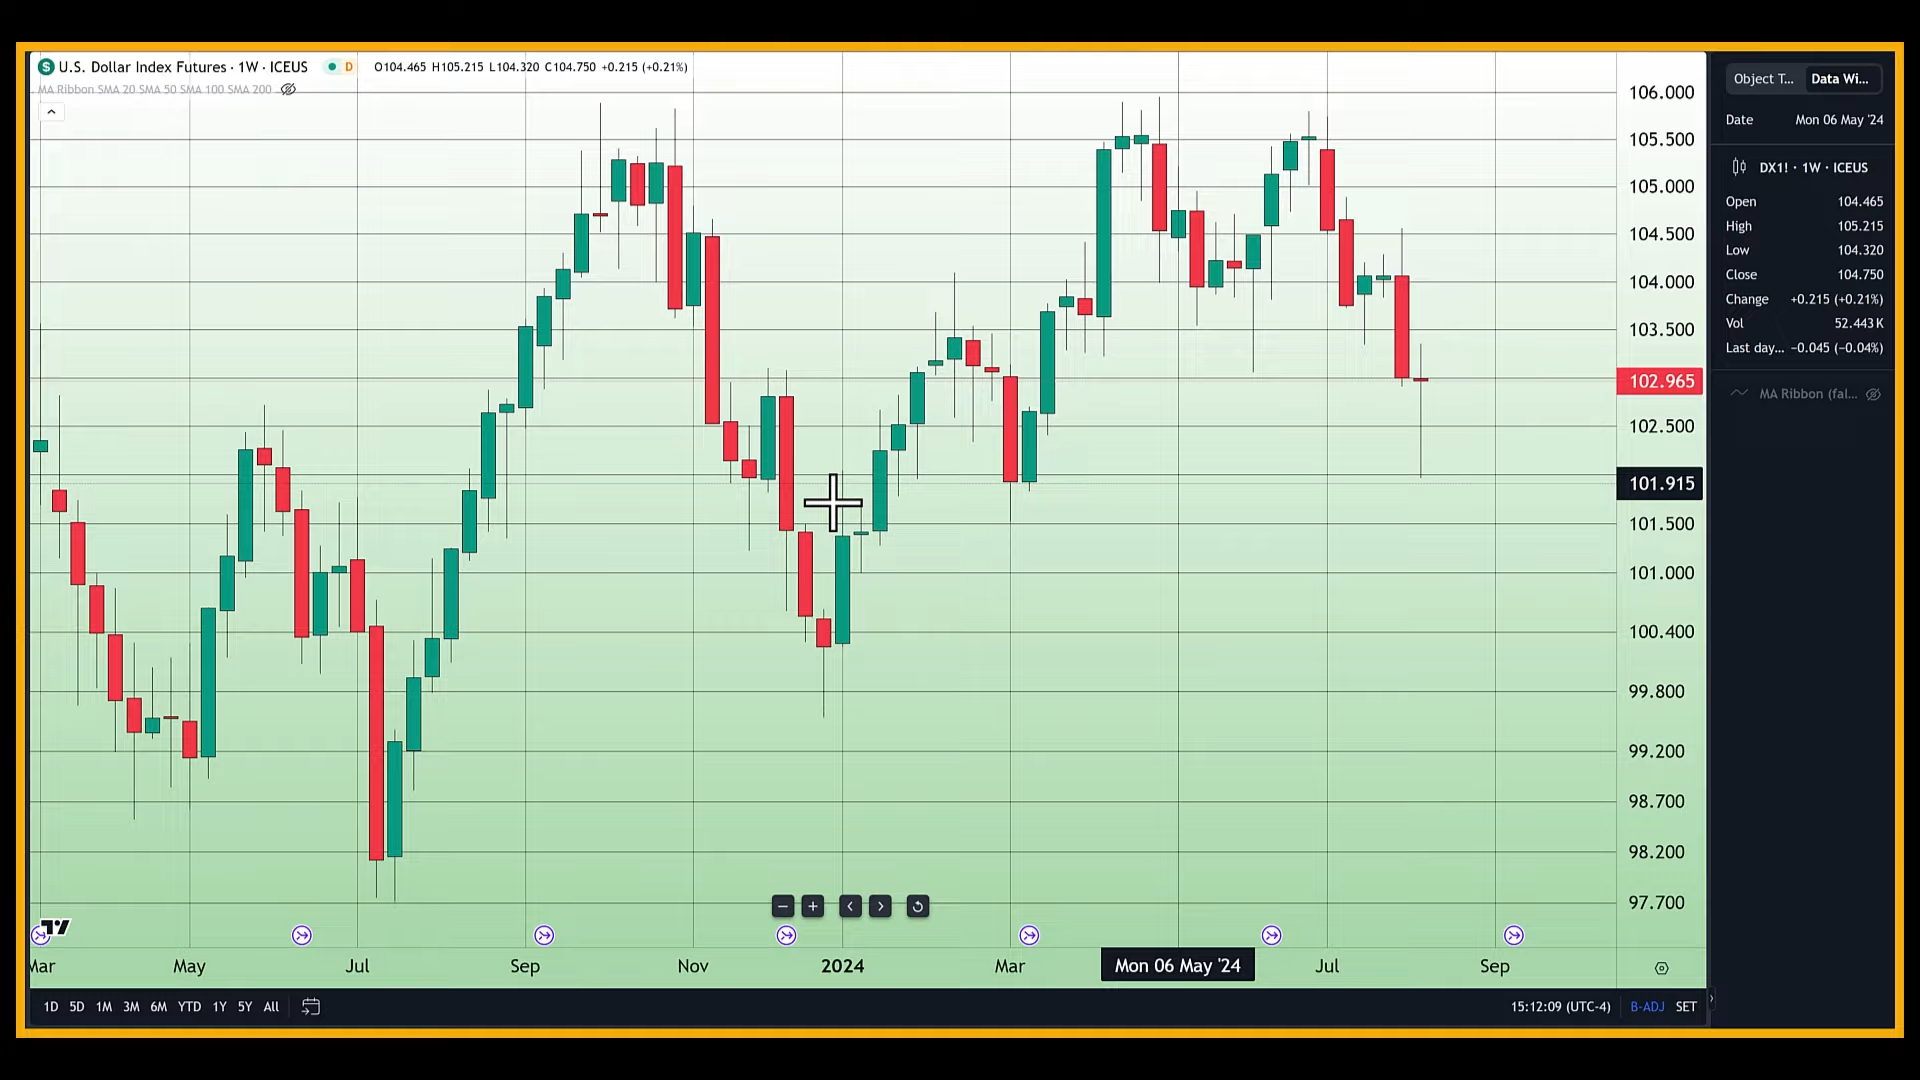 U.S. Dollar Index Futures · 1W · ICEUS D O104.465 H105.215 L104.320 C104.750 +0.215 (+0.21%)
MA Ribbon SMA 20 SMA 50 SMA 100 SMA 200
106.000
105.500
105.000
104.500
104.000
103.500
102.965
102.500
101.915
101.500
101.000
100.400
99.800
99.200
98.700
98.200
97.700
Mar May Jul Sep Nov 2024 Mar Mon 06 May '24 Jul Sep
1D 5D 1M 3M 6M YTD 1Y 5Y All 15:12:09 (UTC-4) B-ADJ SET
Object T... Data Wi...
Date Mon 06 May '24
DX1! · 1W · ICEUS
Open 104.465
High 105.215
Low 104.320
Close 104.750
Change +0.215 (+0.21%)
Vol 52.443 K
Last day... −0.045 (−0.04%)
MA Ribbon (fal...